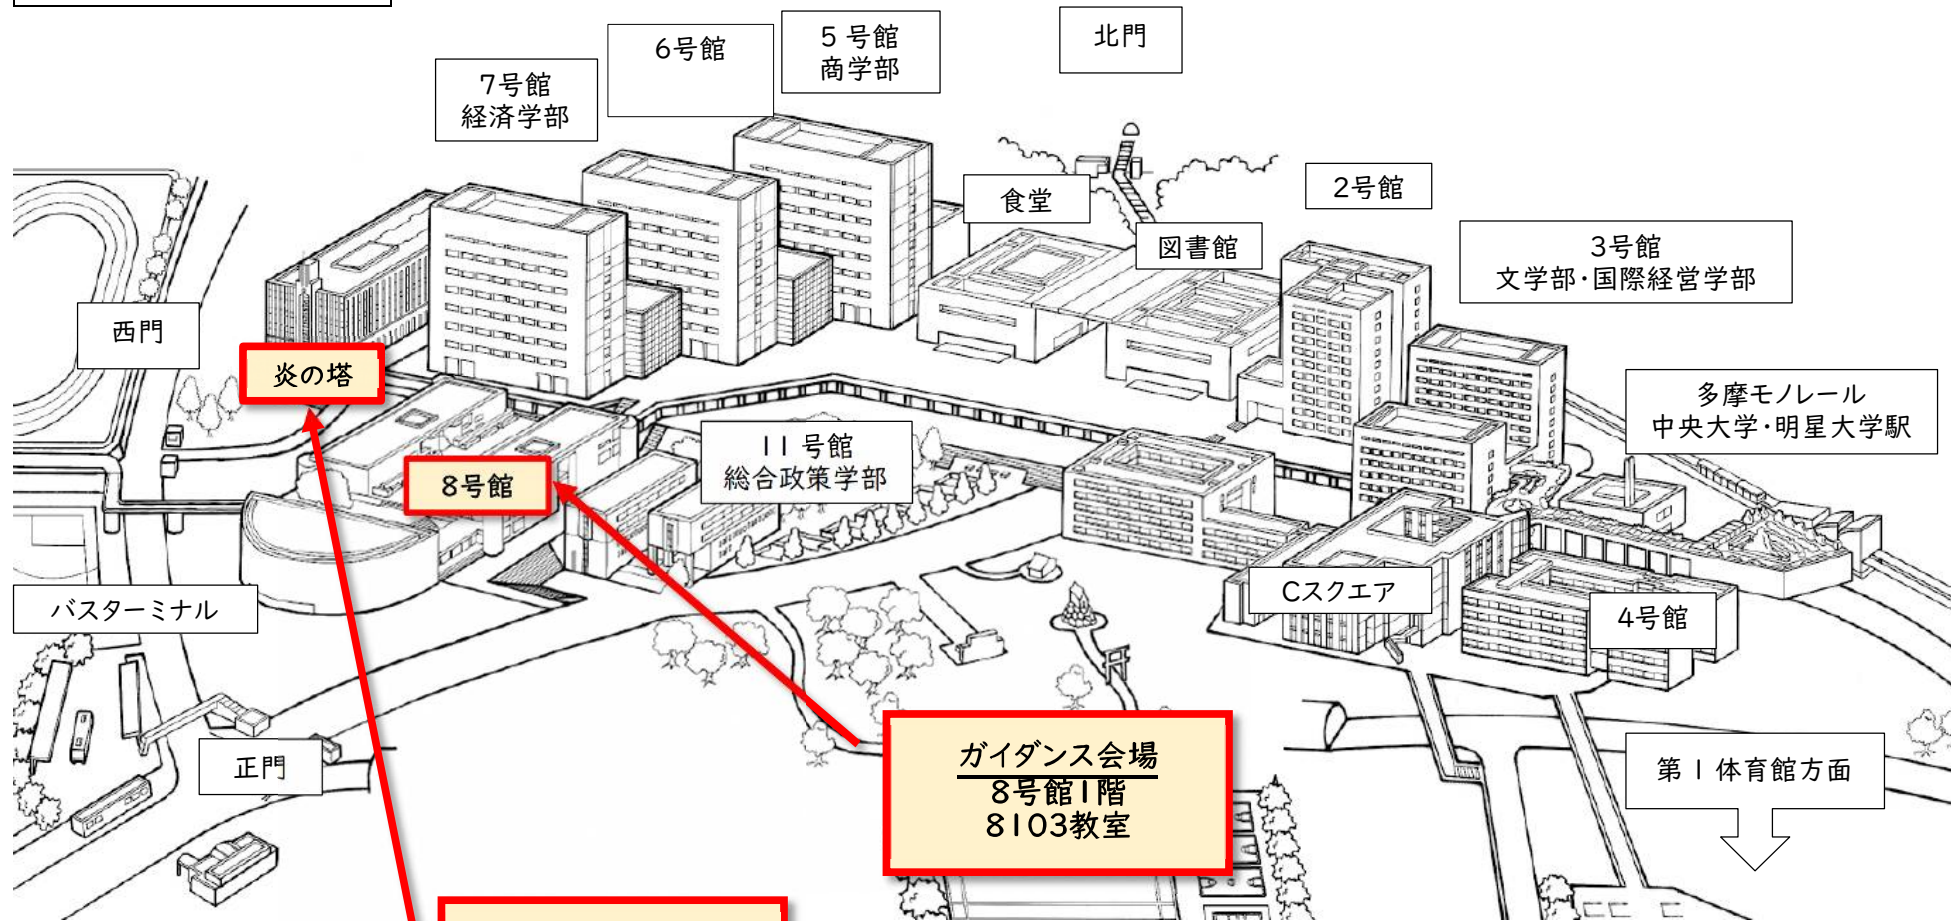 北門
6号館
5号館
商学部
7号館
経済学部
食堂
2号館
図書館
3号館
文学部・国際経営学部
西門
炎の塔
多摩モノレール
中央大学・明星大学駅
11号館
総合政策学部
8号館
バスターミナル
Cスクエア
4号館
正門
ガイダンス会場
8号館1階
8103教室
第1体育館方面